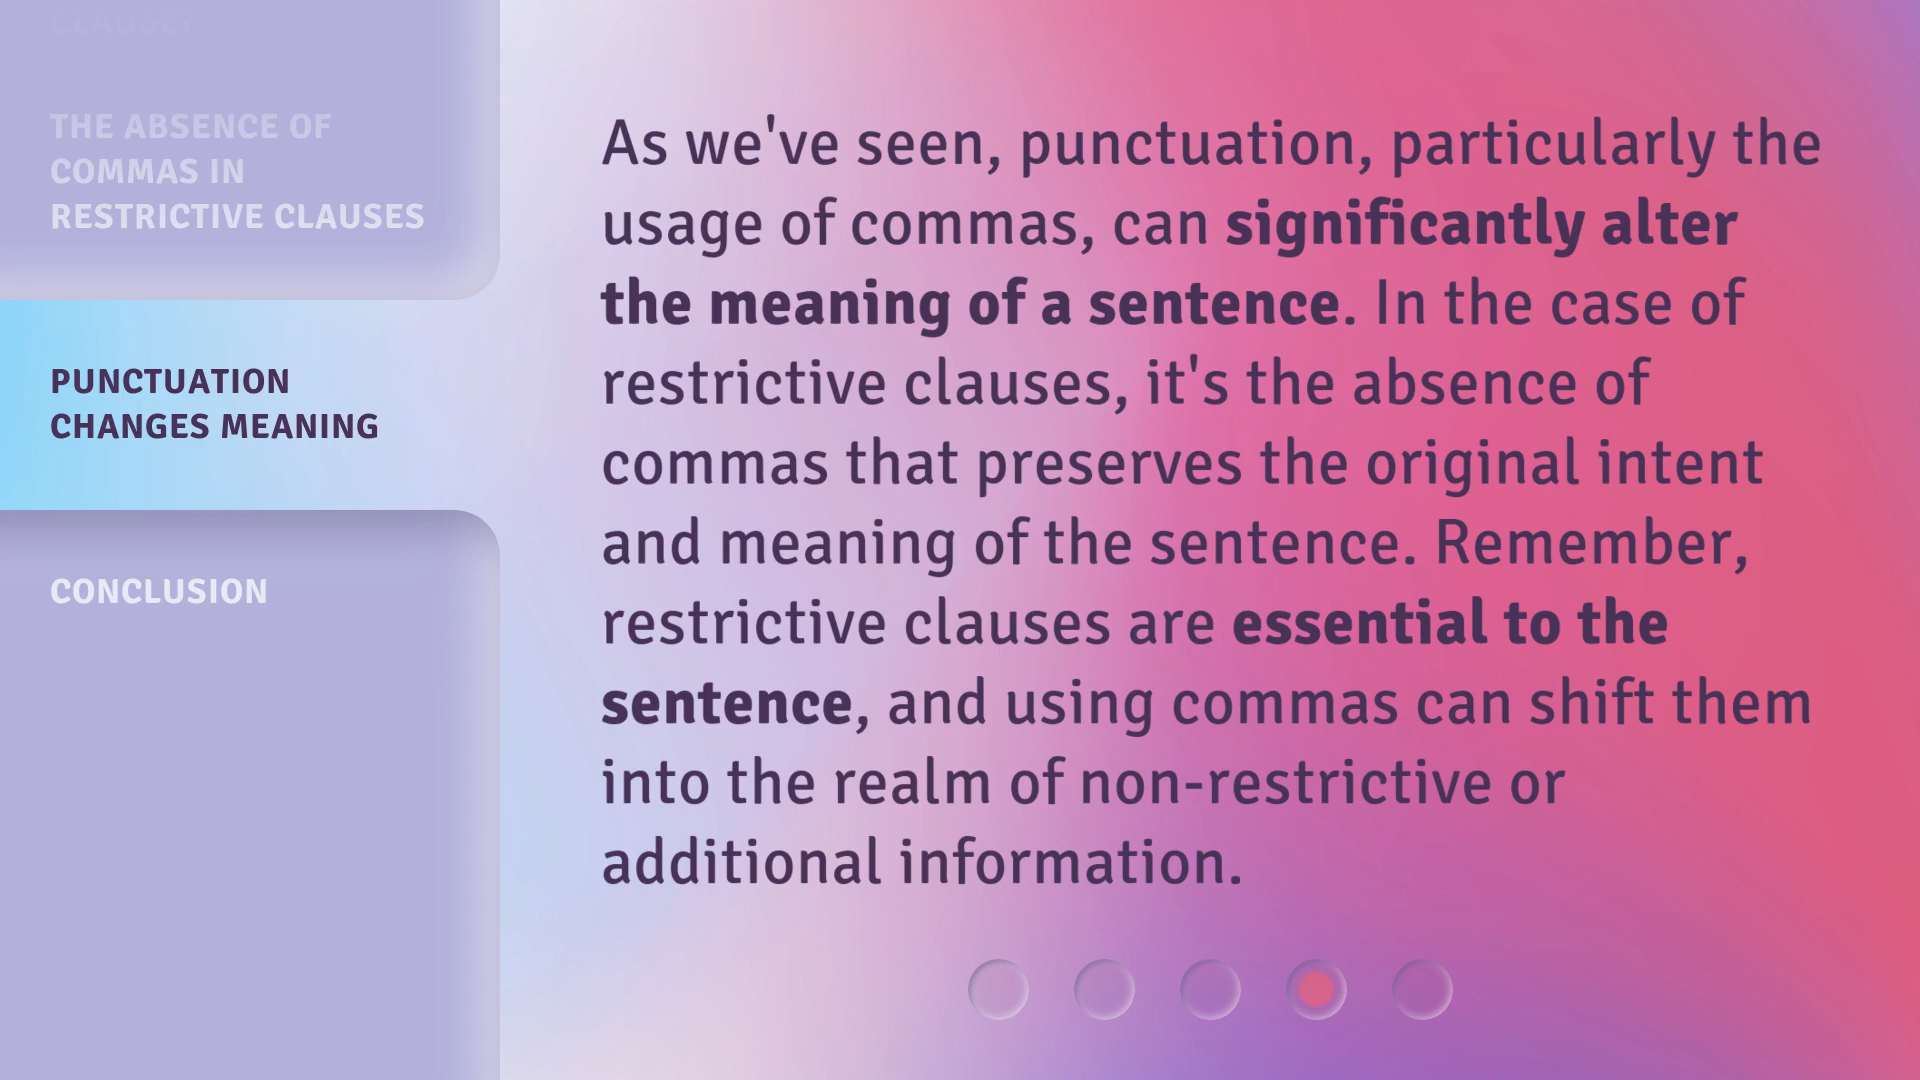 CLAUSE?
THE ABSENCE OF
COMMAS IN
RESTRICTIVE CLAUSES
PUNCTUATION
CHANGES MEANING
CONCLUSION
As we've seen, punctuation, particularly the
usage of commas, can significantly alter
the meaning of a sentence. In the case of
restrictive clauses, it's the absence of
commas that preserves the original intent
and meaning of the sentence. Remember,
restrictive clauses are essential to the
sentence, and using commas can shift them
into the realm of non-restrictive or
additional information.